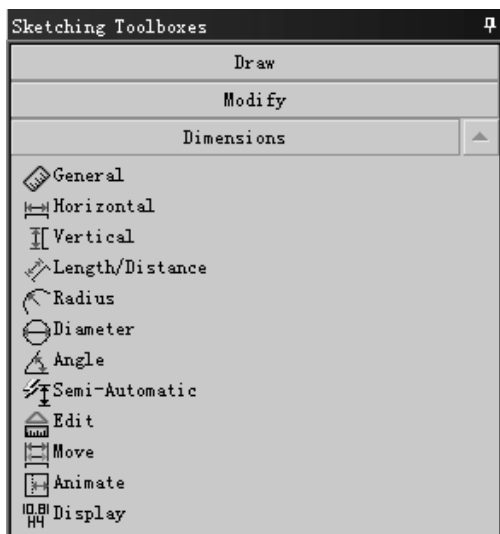 Sketching Toolboxes
Draw
Modify
Dimensions
General
Horizontal
Vertical
Length/Distance
Radius
Diameter
Angle
Semi-Automatic
Edit
Move
Animate
Display